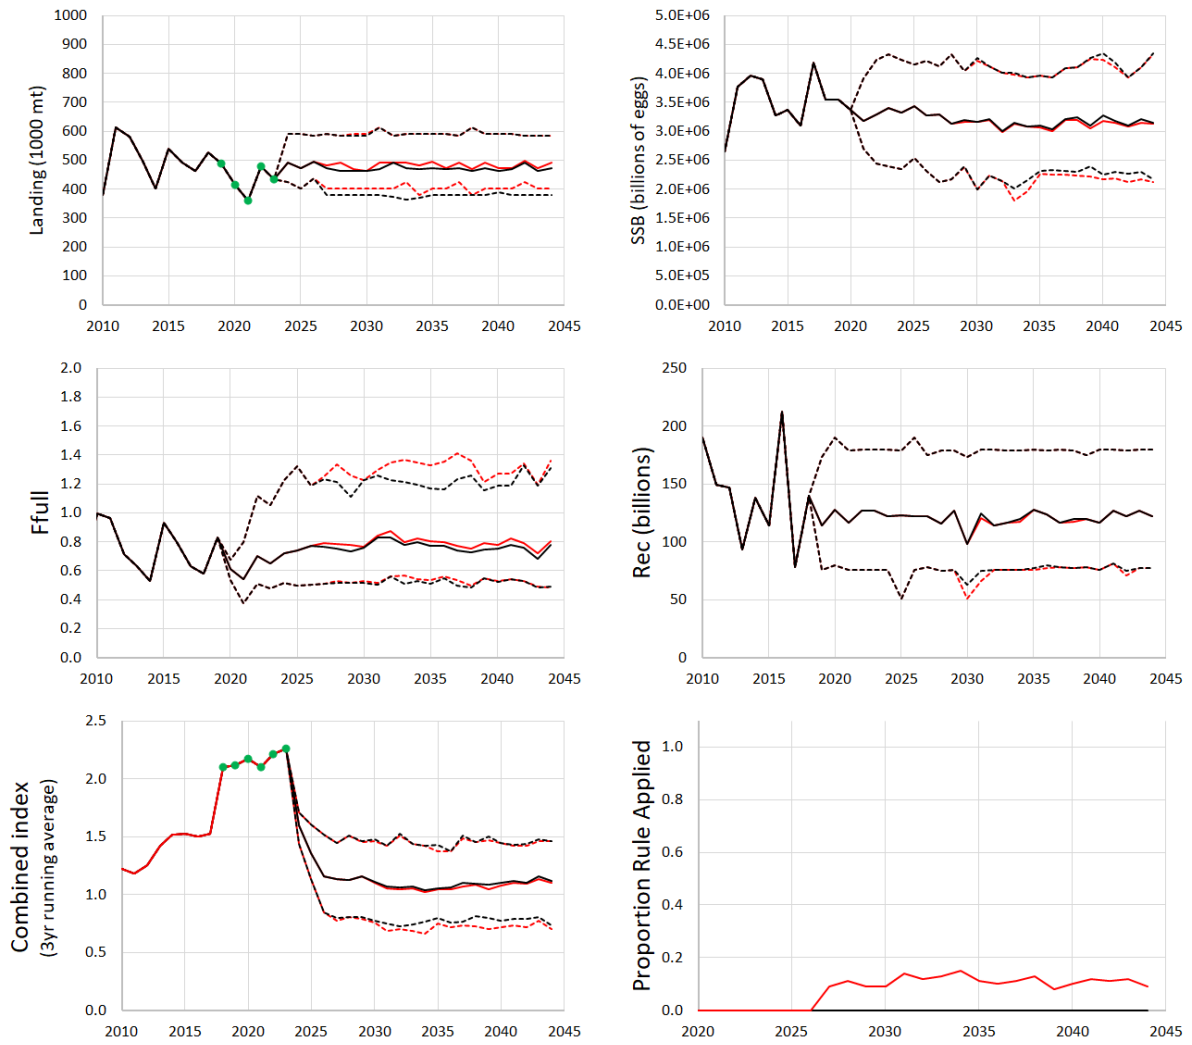 Landing (1000 mt)
1000
900
800
700
600
500
400
300
200
100
0
2010 2015 2020 2025 2030 2035 2040 2045
SSB (billions of eggs)
5.0E+06
4.5E+06
4.0E+06
3.5E+06
3.0E+06
2.5E+06
2.0E+06
1.5E+06
1.0E+06
5.0E+05
0.0E+00
2010 2015 2020 2025 2030 2035 2040 2045
Ffull
2.0
1.8
1.6
1.4
1.2
1.0
0.8
0.6
0.4
0.2
0.0
2010 2015 2020 2025 2030 2035 2040 2045
Rec (billions)
250
200
150
100
50
0
2010 2015 2020 2025 2030 2035 2040 2045
Combined index
(3yr running average)
2.5
2.0
1.5
1.0
0.5
0.0
2010 2015 2020 2025 2030 2035 2040 2045
Proportion Rule Applied
1.0
0.8
0.6
0.4
0.2
0.0
2020 2025 2030 2035 2040 2045